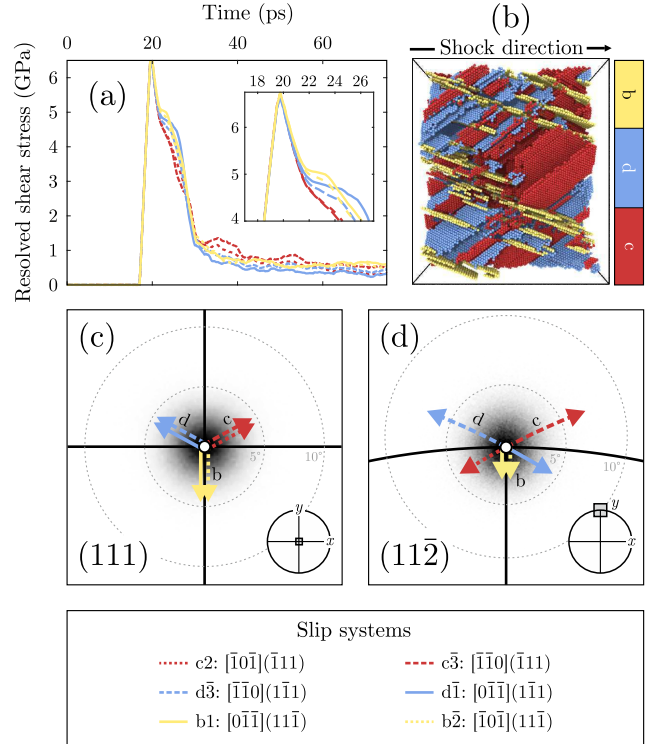 Time (ps)
0 20 40 60
Resolved shear stress (GPa)
6
5
4
3
2
1
0
(a)
18 20 22 24 26
6
5
4
(b)
Shock direction
b
d
c
(c)
d c
b
5° 10°
(111)
y
x
(d)
d c
b
5° 10°
(112̄)
y
x
Slip systems
c2: [1̄01̄](1̄11) c3̄: [1̄1̄0](1̄11)
d3̄: [1̄1̄0](11̄1) d1̄: [01̄1̄](11̄1)
b1: [01̄1̄](111̄) b2̄: [1̄01̄](111̄)